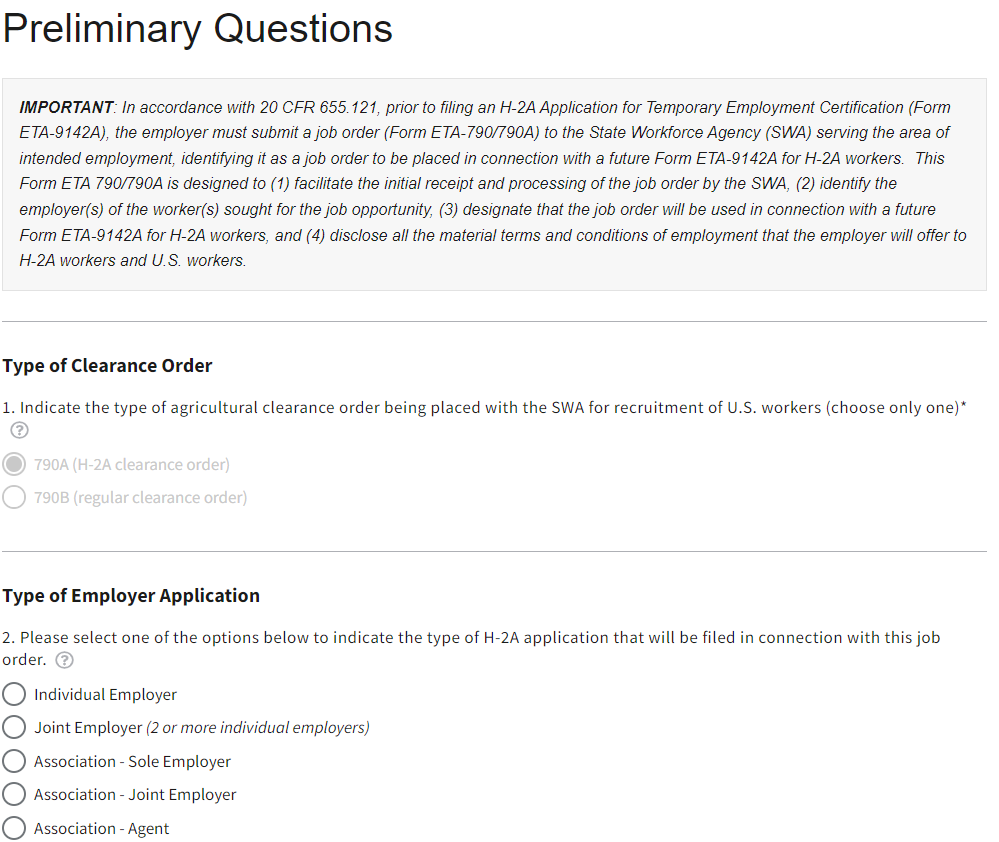 Preliminary Questions
IMPORTANT: In accordance with 20 CFR 655.121, prior to filing an H-2A Application for Temporary Employment Certification (Form
ETA-9142A), the employer must submit a job order (Form ETA-790/790A) to the State Workforce Agency (SWA) serving the area of
intended employment, identifying it as a job order to be placed in connection with a future Form ETA-9142A for H-2A workers.  This
Form ETA 790/790A is designed to (1) facilitate the initial receipt and processing of the job order by the SWA, (2) identify the
employer(s) of the worker(s) sought for the job opportunity, (3) designate that the job order will be used in connection with a future
Form ETA-9142A for H-2A workers, and (4) disclose all the material terms and conditions of employment that the employer will offer to
H-2A workers and U.S. workers.
Type of Clearance Order
1. Indicate the type of agricultural clearance order being placed with the SWA for recruitment of U.S. workers (choose only one)*
?
790A (H-2A clearance order)
790B (regular clearance order)
Type of Employer Application
2. Please select one of the options below to indicate the type of H-2A application that will be filed in connection with this job
order. ?
Individual Employer
Joint Employer (2 or more individual employers)
Association - Sole Employer
Association - Joint Employer
Association - Agent